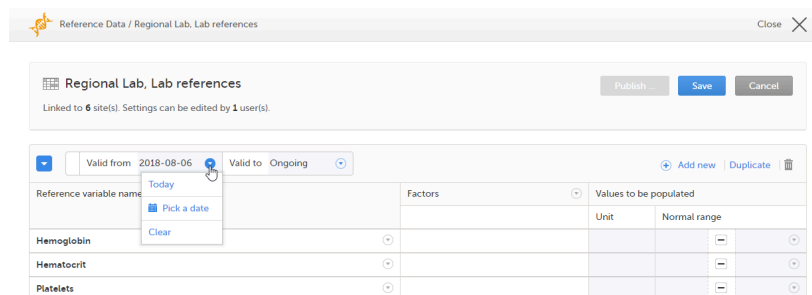 Reference Data / Regional Lab, Lab references Close
Regional Lab, Lab references
Publish ... Save Cancel
Linked to 6 site(s). Settings can be edited by 1 user(s).
Valid from 2018-08-06 Valid to Ongoing Add new Duplicate
Today
Reference variable name Factors Values to be populated
Pick a date
Unit Normal range
Clear
Hemoglobin
Hematocrit
Platelets